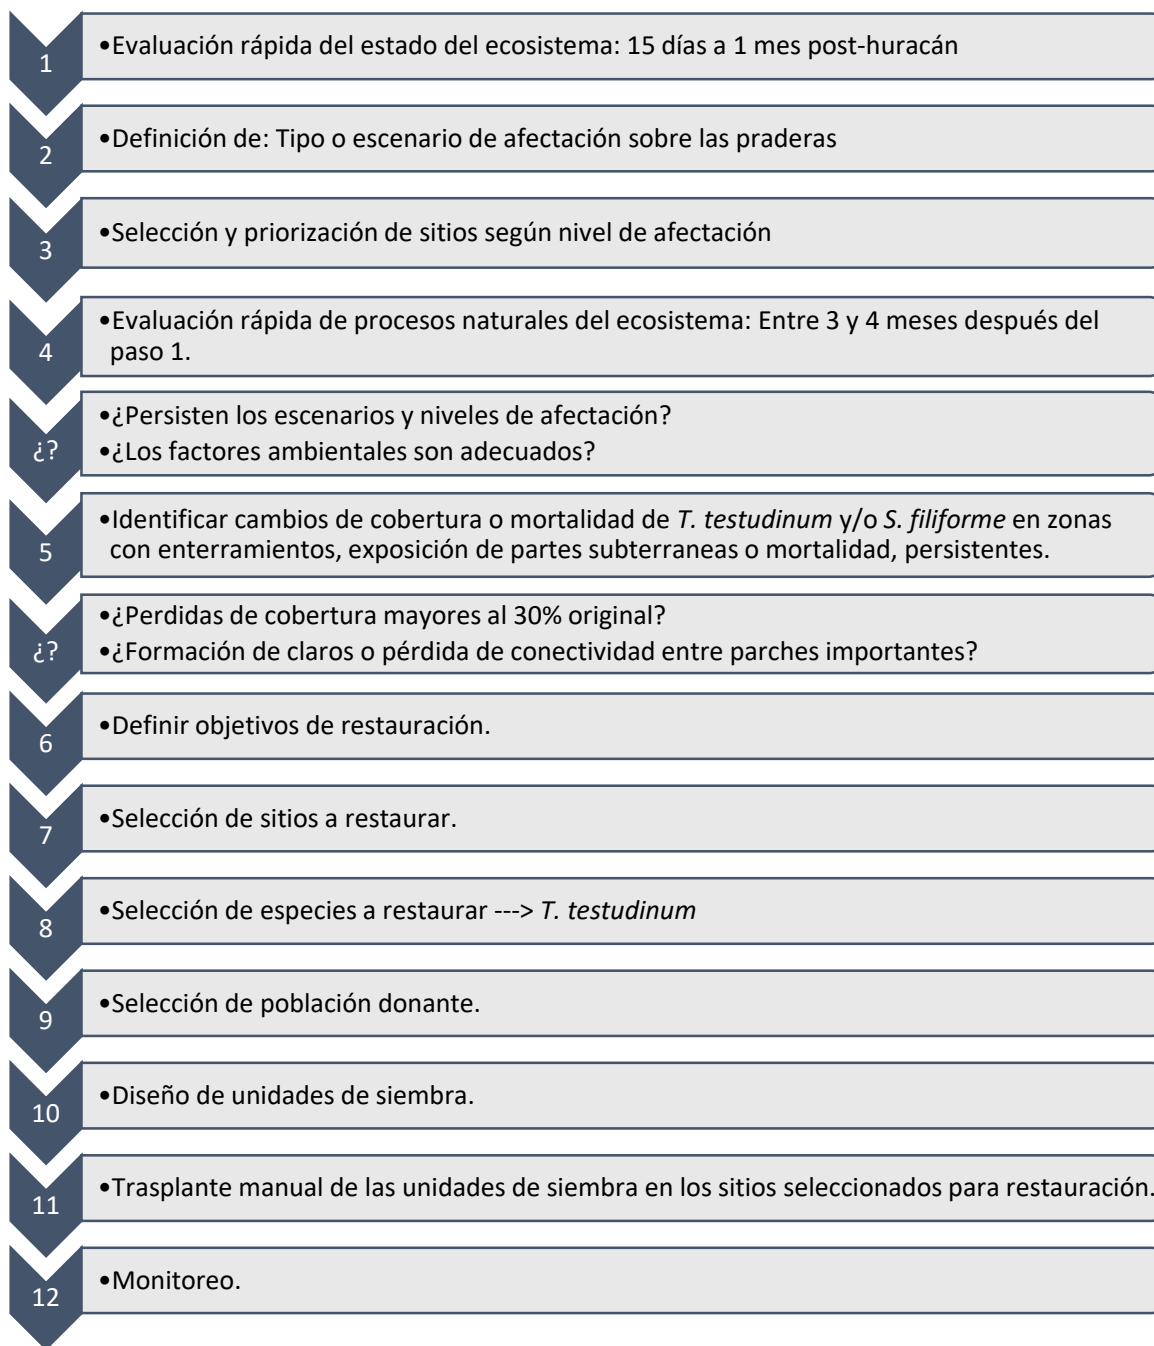 1
•Evaluación rápida del estado del ecosistema: 15 días a 1 mes post-huracán
2
•Definición de: Tipo o escenario de afectación sobre las praderas
3
•Selección y priorización de sitios según nivel de afectación
4
•Evaluación rápida de procesos naturales del ecosistema: Entre 3 y 4 meses después del
paso 1.
¿?
•¿Persisten los escenarios y niveles de afectación?
•¿Los factores ambientales son adecuados?
5
•Identificar cambios de cobertura o mortalidad de T. testudinum y/o S. filiforme en zonas
con enterramientos, exposición de partes subterraneas o mortalidad, persistentes.
¿?
•¿Perdidas de cobertura mayores al 30% original?
•¿Formación de claros o pérdida de conectividad entre parches importantes?
6
•Definir objetivos de restauración.
7
•Selección de sitios a restaurar.
8
•Selección de especies a restaurar ---> T. testudinum
9
•Selección de población donante.
10
•Diseño de unidades de siembra.
11
•Trasplante manual de las unidades de siembra en los sitios seleccionados para restauración.
12
•Monitoreo.